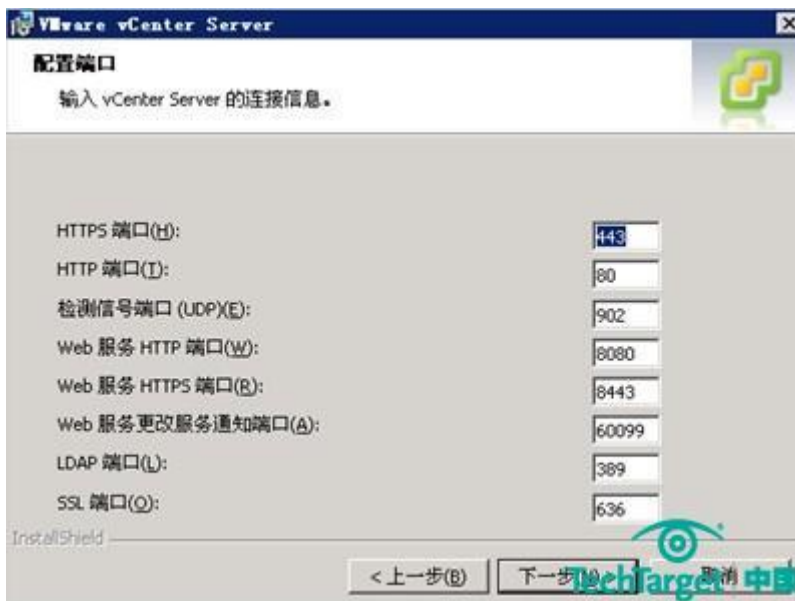 VMware vCenter Server
配置端口
输入 vCenter Server 的连接信息。
HTTPS 端口(H): 443
HTTP 端口(T): 80
检测信号端口 (UDP)(E): 902
Web 服务 HTTP 端口(W): 8080
Web 服务 HTTPS 端口(R): 8443
Web 服务更改服务通知端口(A): 60099
LDAP 端口(L): 389
SSL 端口(O): 636
InstallShield
<上一步(B) 下一步(N)> 取消
TechTarget 中国